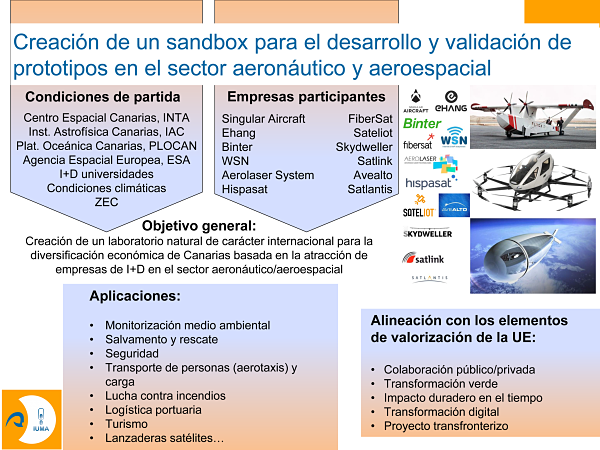 Creación de un sandbox para el desarrollo y validación de
prototipos en el sector aeronáutico y aeroespacial
Condiciones de partida
Centro Espacial Canarias, INTA
Inst. Astrofísica Canarias, IAC
Plat. Oceánica Canarias, PLOCAN
Agencia Espacial Europea, ESA
I+D universidades
Condiciones climáticas
ZEC
Empresas participantes
Singular Aircraft FiberSat
Ehang Sateliot
Binter Skydweller
WSN Satlink
Aerolaser System Avealto
Hispasat Satlantis
AIRCRAFT
EHANG
Binter
fibersat
WSN
AEROLASER
hispasat
SATELIOT
AVEALTO
SKYDWELLER
satlink
SATLANTIS
Objetivo general:
Creación de un laboratorio natural de carácter internacional para la
diversificación económica de Canarias basada en la atracción de
empresas de I+D en el sector aeronáutico/aeroespacial
Aplicaciones:
• Monitorización medio ambiental
• Salvamento y rescate
• Seguridad
• Transporte de personas (aerotaxis) y
carga
• Lucha contra incendios
• Logística portuaria
• Turismo
• Lanzaderas satélites…
Alineación con los elementos
de valorización de la UE:
• Colaboración público/privada
• Transformación verde
• Impacto duradero en el tiempo
• Transformación digital
• Proyecto transfronterizo
IUMA